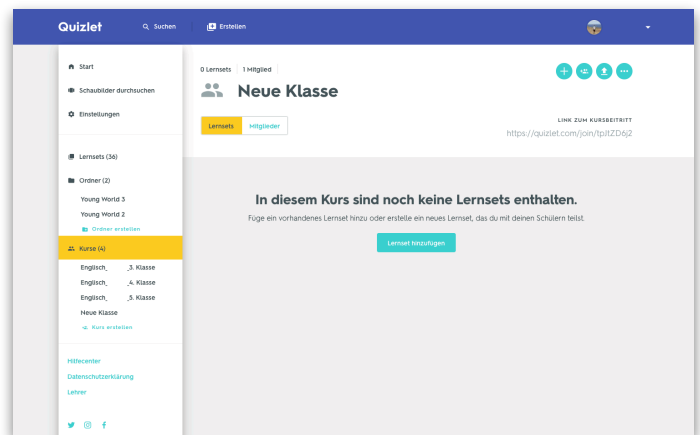 Quizlet
Suchen
Erstellen
Start
Schaubilder durchsuchen
Einstellungen
Lernsets (36)
Ordner (2)
Young World 3
Young World 2
Ordner erstellen
Kurse (4)
Englisch_ _3. Klasse
Englisch_ _4. Klasse
Englisch_ _5. Klasse
Neue Klasse
Kurs erstellen
Hilfecenter
Datenschutzerklärung
Lehrer
0 Lernsets 1 Mitglied
Neue Klasse
Lernsets Mitglieder
LINK ZUM KURSBEITRITT
https://quizlet.com/join/tpJtZD6j2
In diesem Kurs sind noch keine Lernsets enthalten.
Füge ein vorhandenes Lernset hinzu oder erstelle ein neues Lernset, das du mit deinen Schülern teilst.
Lernset hinzufügen